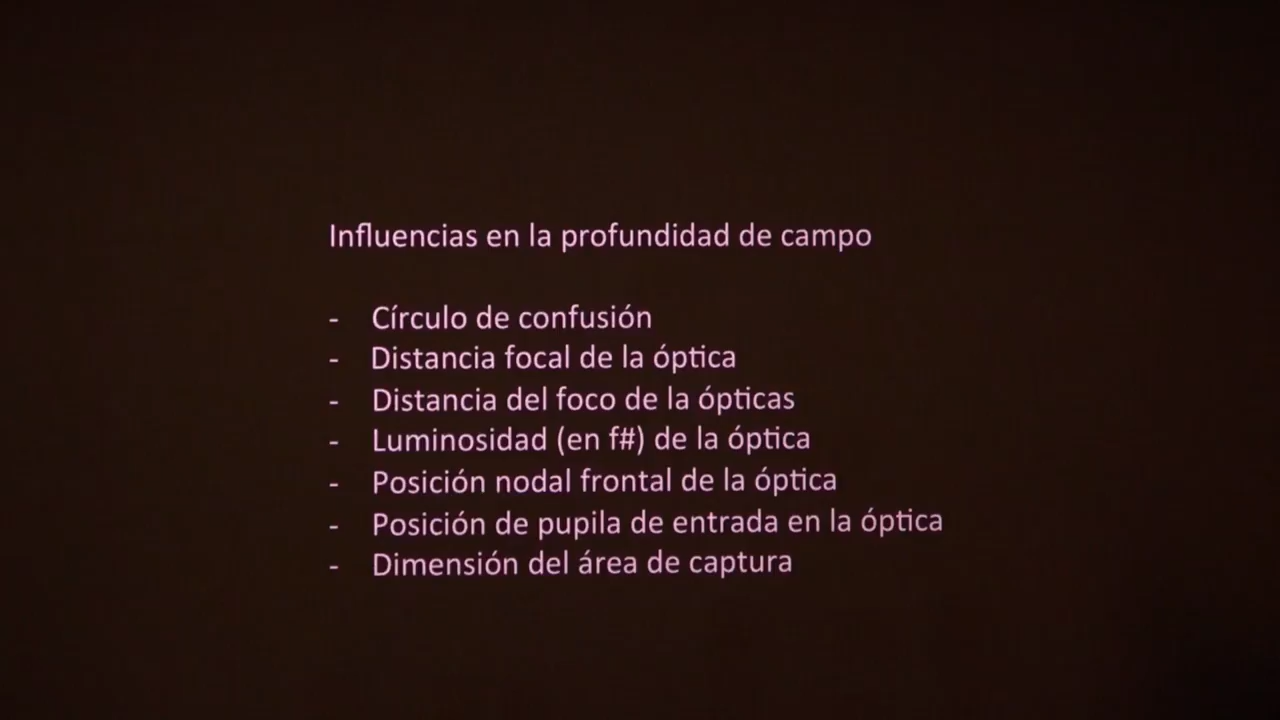 Influencias en la profundidad de campo
- Círculo de confusión
- Distancia focal de la óptica
- Distancia del foco de la ópticas
- Luminosidad (en f#) de la óptica
- Posición nodal frontal de la óptica
- Posición de pupila de entrada en la óptica
- Dimensión del área de captura